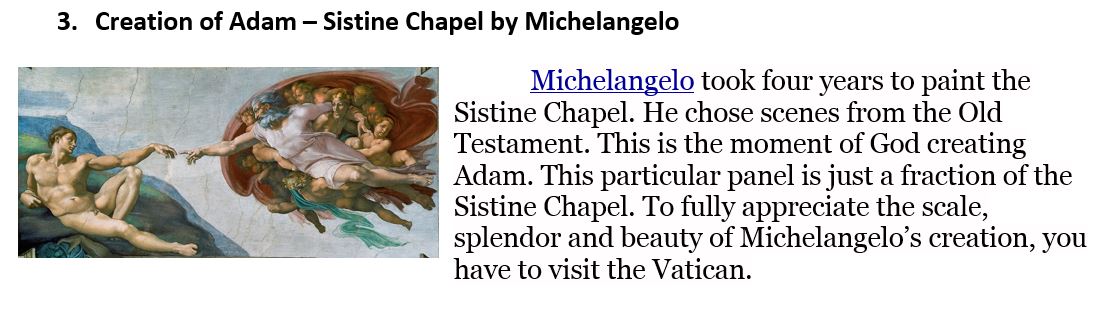 3. Creation of Adam – Sistine Chapel by Michelangelo
Michelangelo took four years to paint the
Sistine Chapel. He chose scenes from the Old
Testament. This is the moment of God creating
Adam. This particular panel is just a fraction of the
Sistine Chapel. To fully appreciate the scale,
splendor and beauty of Michelangelo’s creation, you
have to visit the Vatican.